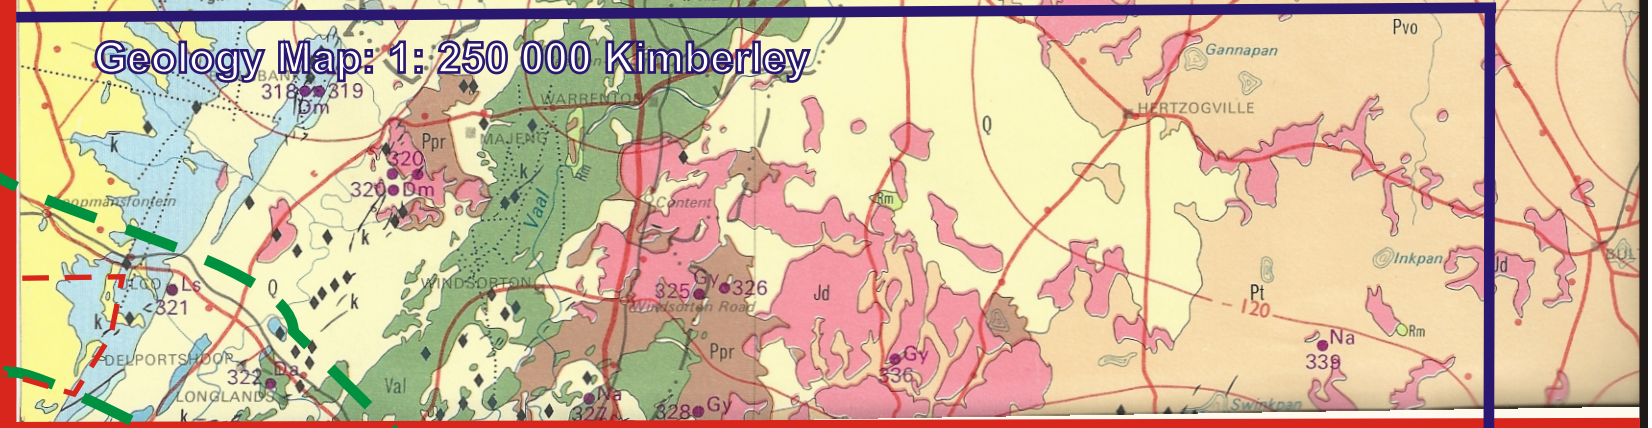 Geology Map: 1: 250 000 Kimberley
Pvo
Gannapan
318
319
Dm
WARRENTON
HERTZOGVILLE
Q
k
MAJENG
Ppr
320
320
Dm
k
Rm
Vaal
Rm
Content
k
Inkpan
Jd
BUL
Ls
<321
Q
k
WINDSORTON
325
Gy
326
Windsorton Road
Jd
Pt
120
k
Rm
DELPORTSHOOP
Ppr
Gy
336
Na
339
322
Da
Val
LONGLANDS
Na
327
328
Gy
Swinkpan
k